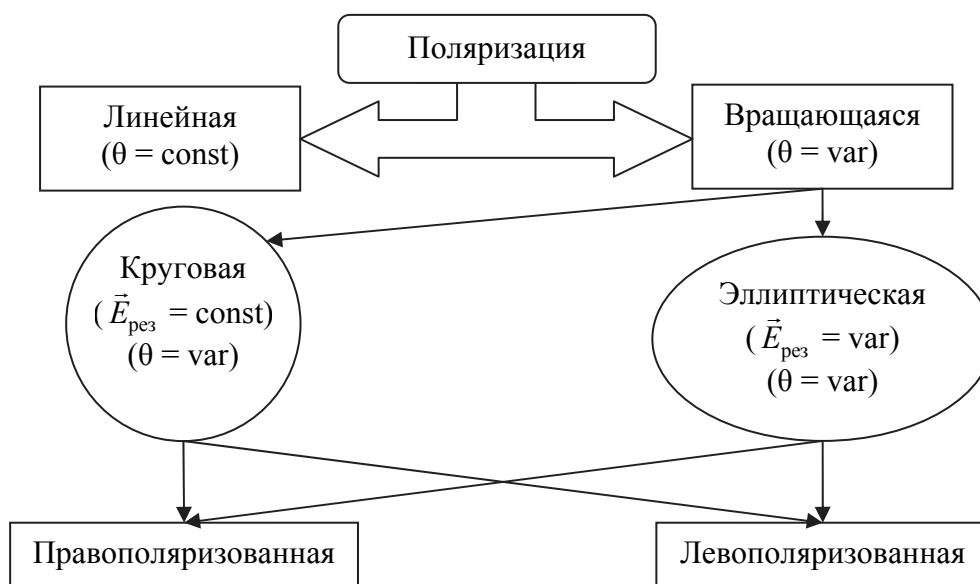 Поляризация
Линейная
(θ = const)
Вращающаяся
(θ = var)
Круговая
( E⃗рез = const)
(θ = var)
Эллиптическая
( E⃗рез = var)
(θ = var)
Правополяризованная
Левополяризованная